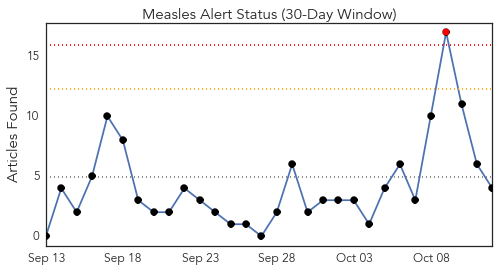 Measles Alert Status (30-Day Window)
Articles Found
15
10
5
0
Sep 13
Sep 18
Sep 23
Sep 28
Oct 03
Oct 08